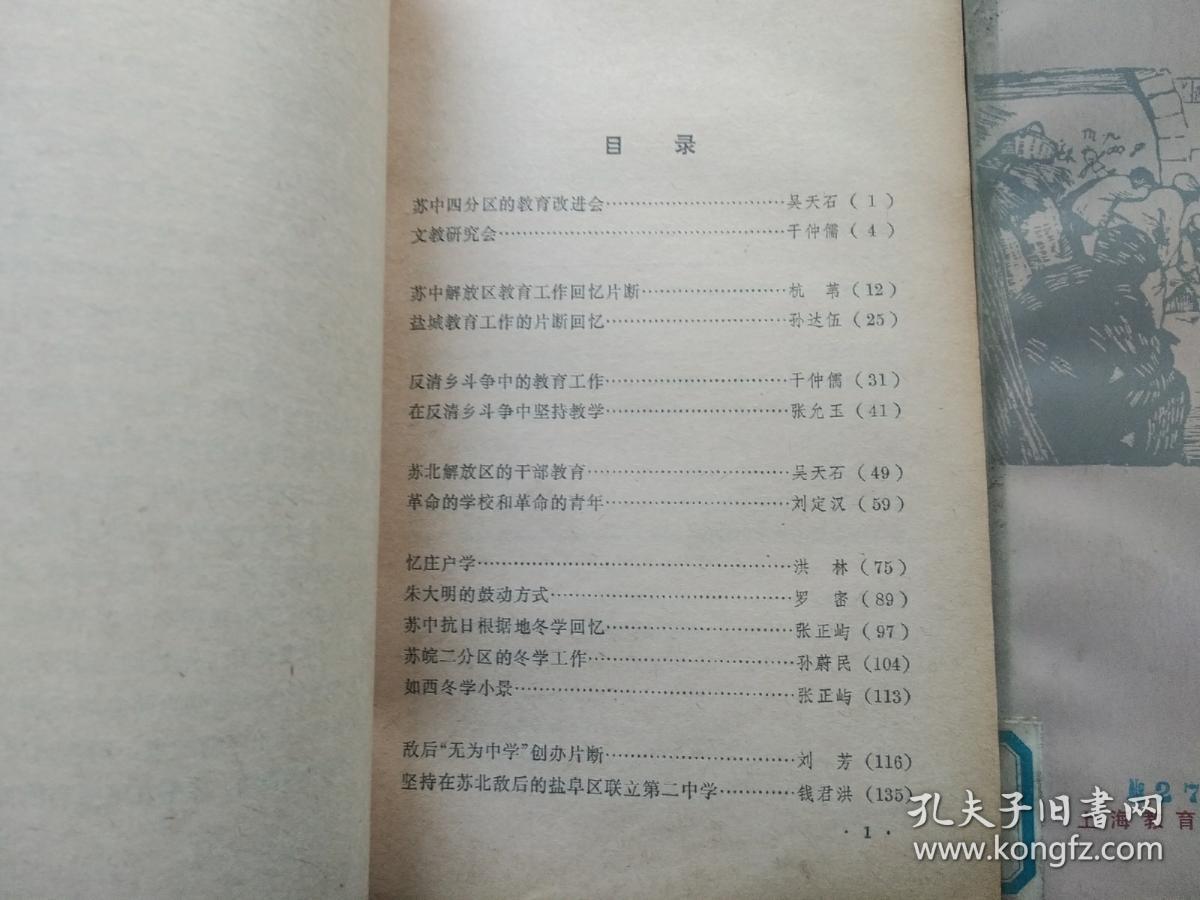 目 录
苏中四分区的教育改进会……………………………吴天石(1)
文教研究会……………………………………………干仲儒(4)
苏中解放区教育工作回忆片断………………………杭 苇(12)
盐城教育工作的片断回忆……………………………孙达伍(25)
反清乡斗争中的教育工作……………………………干仲儒(31)
在反清乡斗争中坚持教学……………………………张允玉(41)
苏北解放区的干部教育………………………………吴天石(49)
革命的学校和革命的青年……………………………刘定汉(59)
忆庄户学………………………………………………洪 林(75)
朱大明的鼓动方式……………………………………罗 密(89)
苏中抗日根据地冬学回忆……………………………张正屿(97)
苏皖二分区的冬学工作………………………………孙蔚民(104)
如西冬学小景…………………………………………张正屿(113)
敌后“无为中学”创办片断……………………………刘 芳(116)
坚持在苏北敌后的盐阜区联立第二中学……………钱君洪(135)
·1·
№27
上海教育
孔夫子旧书网
www.kongfz.com